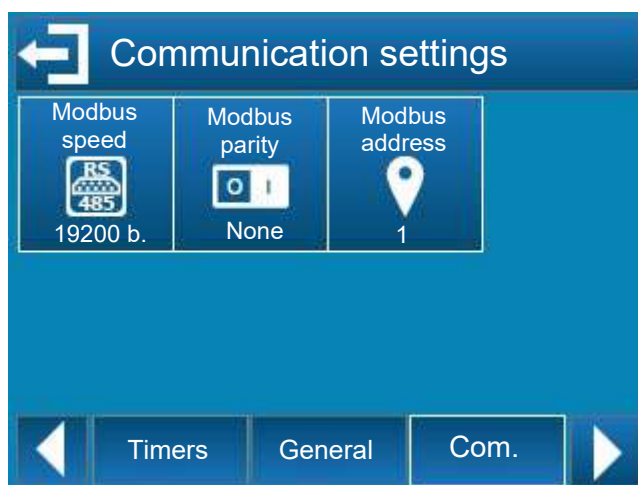 Communication settings
Modbus
speed
RS
485
19200 b.
Modbus
parity
O I
None
Modbus
address
1
Timers
General
Com.